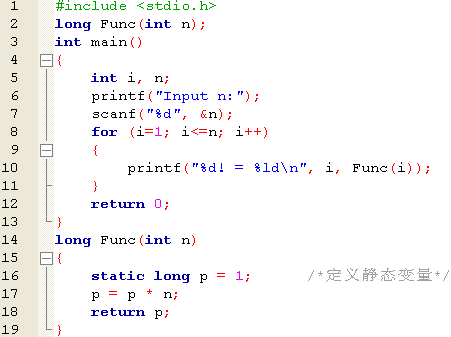 1 #include <stdio.h>
2 long Func(int n);
3 int main()
4 {
5 int i, n;
6 printf("Input n:");
7 scanf("%d", &n);
8 for (i=1; i<=n; i++)
9 {
10 printf("%d! = %ld\n", i, Func(i));
11 }
12 return 0;
13 }
14 long Func(int n)
15 {
16 static long p = 1; /*定义静态变量*/
17 p = p * n;
18 return p;
19 }